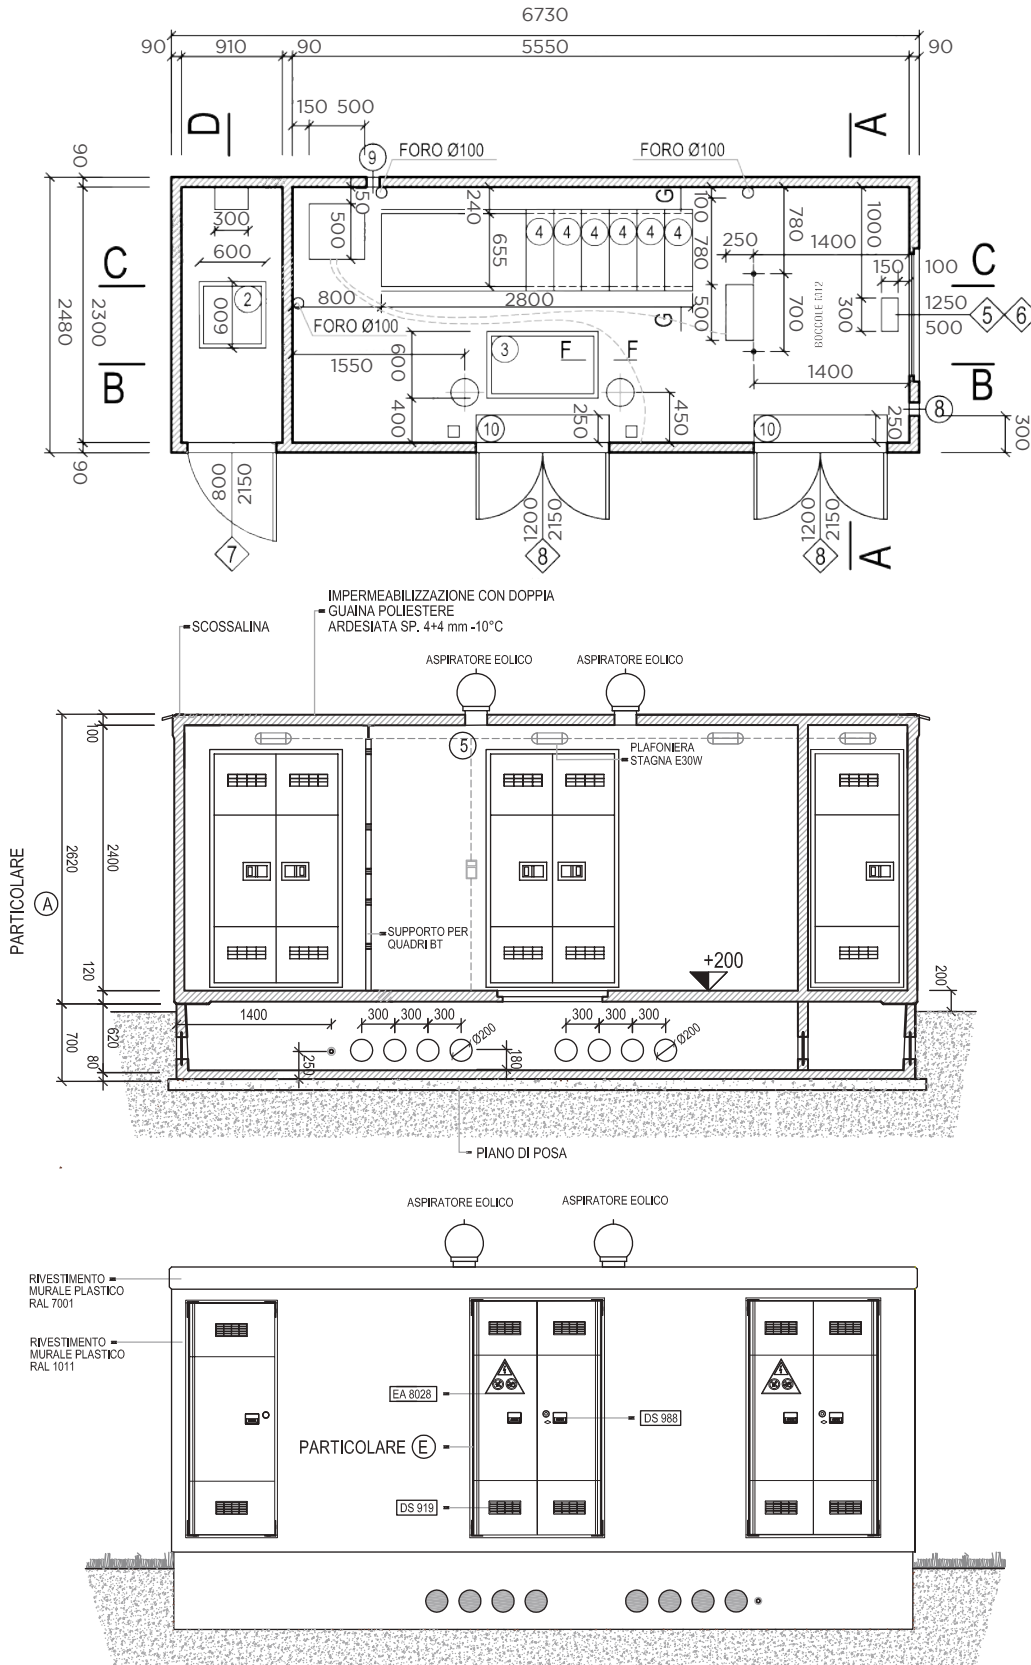 6730
90 910 90 5550 90
150 500
D
A
FORO Ø100
FORO Ø100
9
90
50
240
G
100
300
500
655
4 4 4 4 4 4
780
250
780
1400
1000
C
C
600
150 100
2
600
800
2800
500
700
BOCCOLE D12
300
1250
500
5 6
2480
2300
FORO Ø100
G
1550
600
3
F
F
1400
B
B
400
10
250
450
10
250
8
300
90
800
2150
1200
2150
1200
2150
7
8
8
A
IMPERMEABILIZZAZIONE CON DOPPIA
GUAINA POLIESTERE
ARDESIATA SP. 4+4 mm -10°C
SCOSSALINA
ASPIRATORE EOLICO
ASPIRATORE EOLICO
100
5
PLAFONIERA
STAGNA E30W
PARTICOLARE
A
2620
2400
SUPPORTO PER
QUADRI BT
+200
120
200
1400
300 300 300
300 300 300
Ø200
Ø200
700
620
80
250
180
PIANO DI POSA
ASPIRATORE EOLICO
ASPIRATORE EOLICO
RIVESTIMENTO
MURALE PLASTICO
RAL 7001
RIVESTIMENTO
MURALE PLASTICO
RAL 1011
EA 8028
DS 988
PARTICOLARE E
DS 919